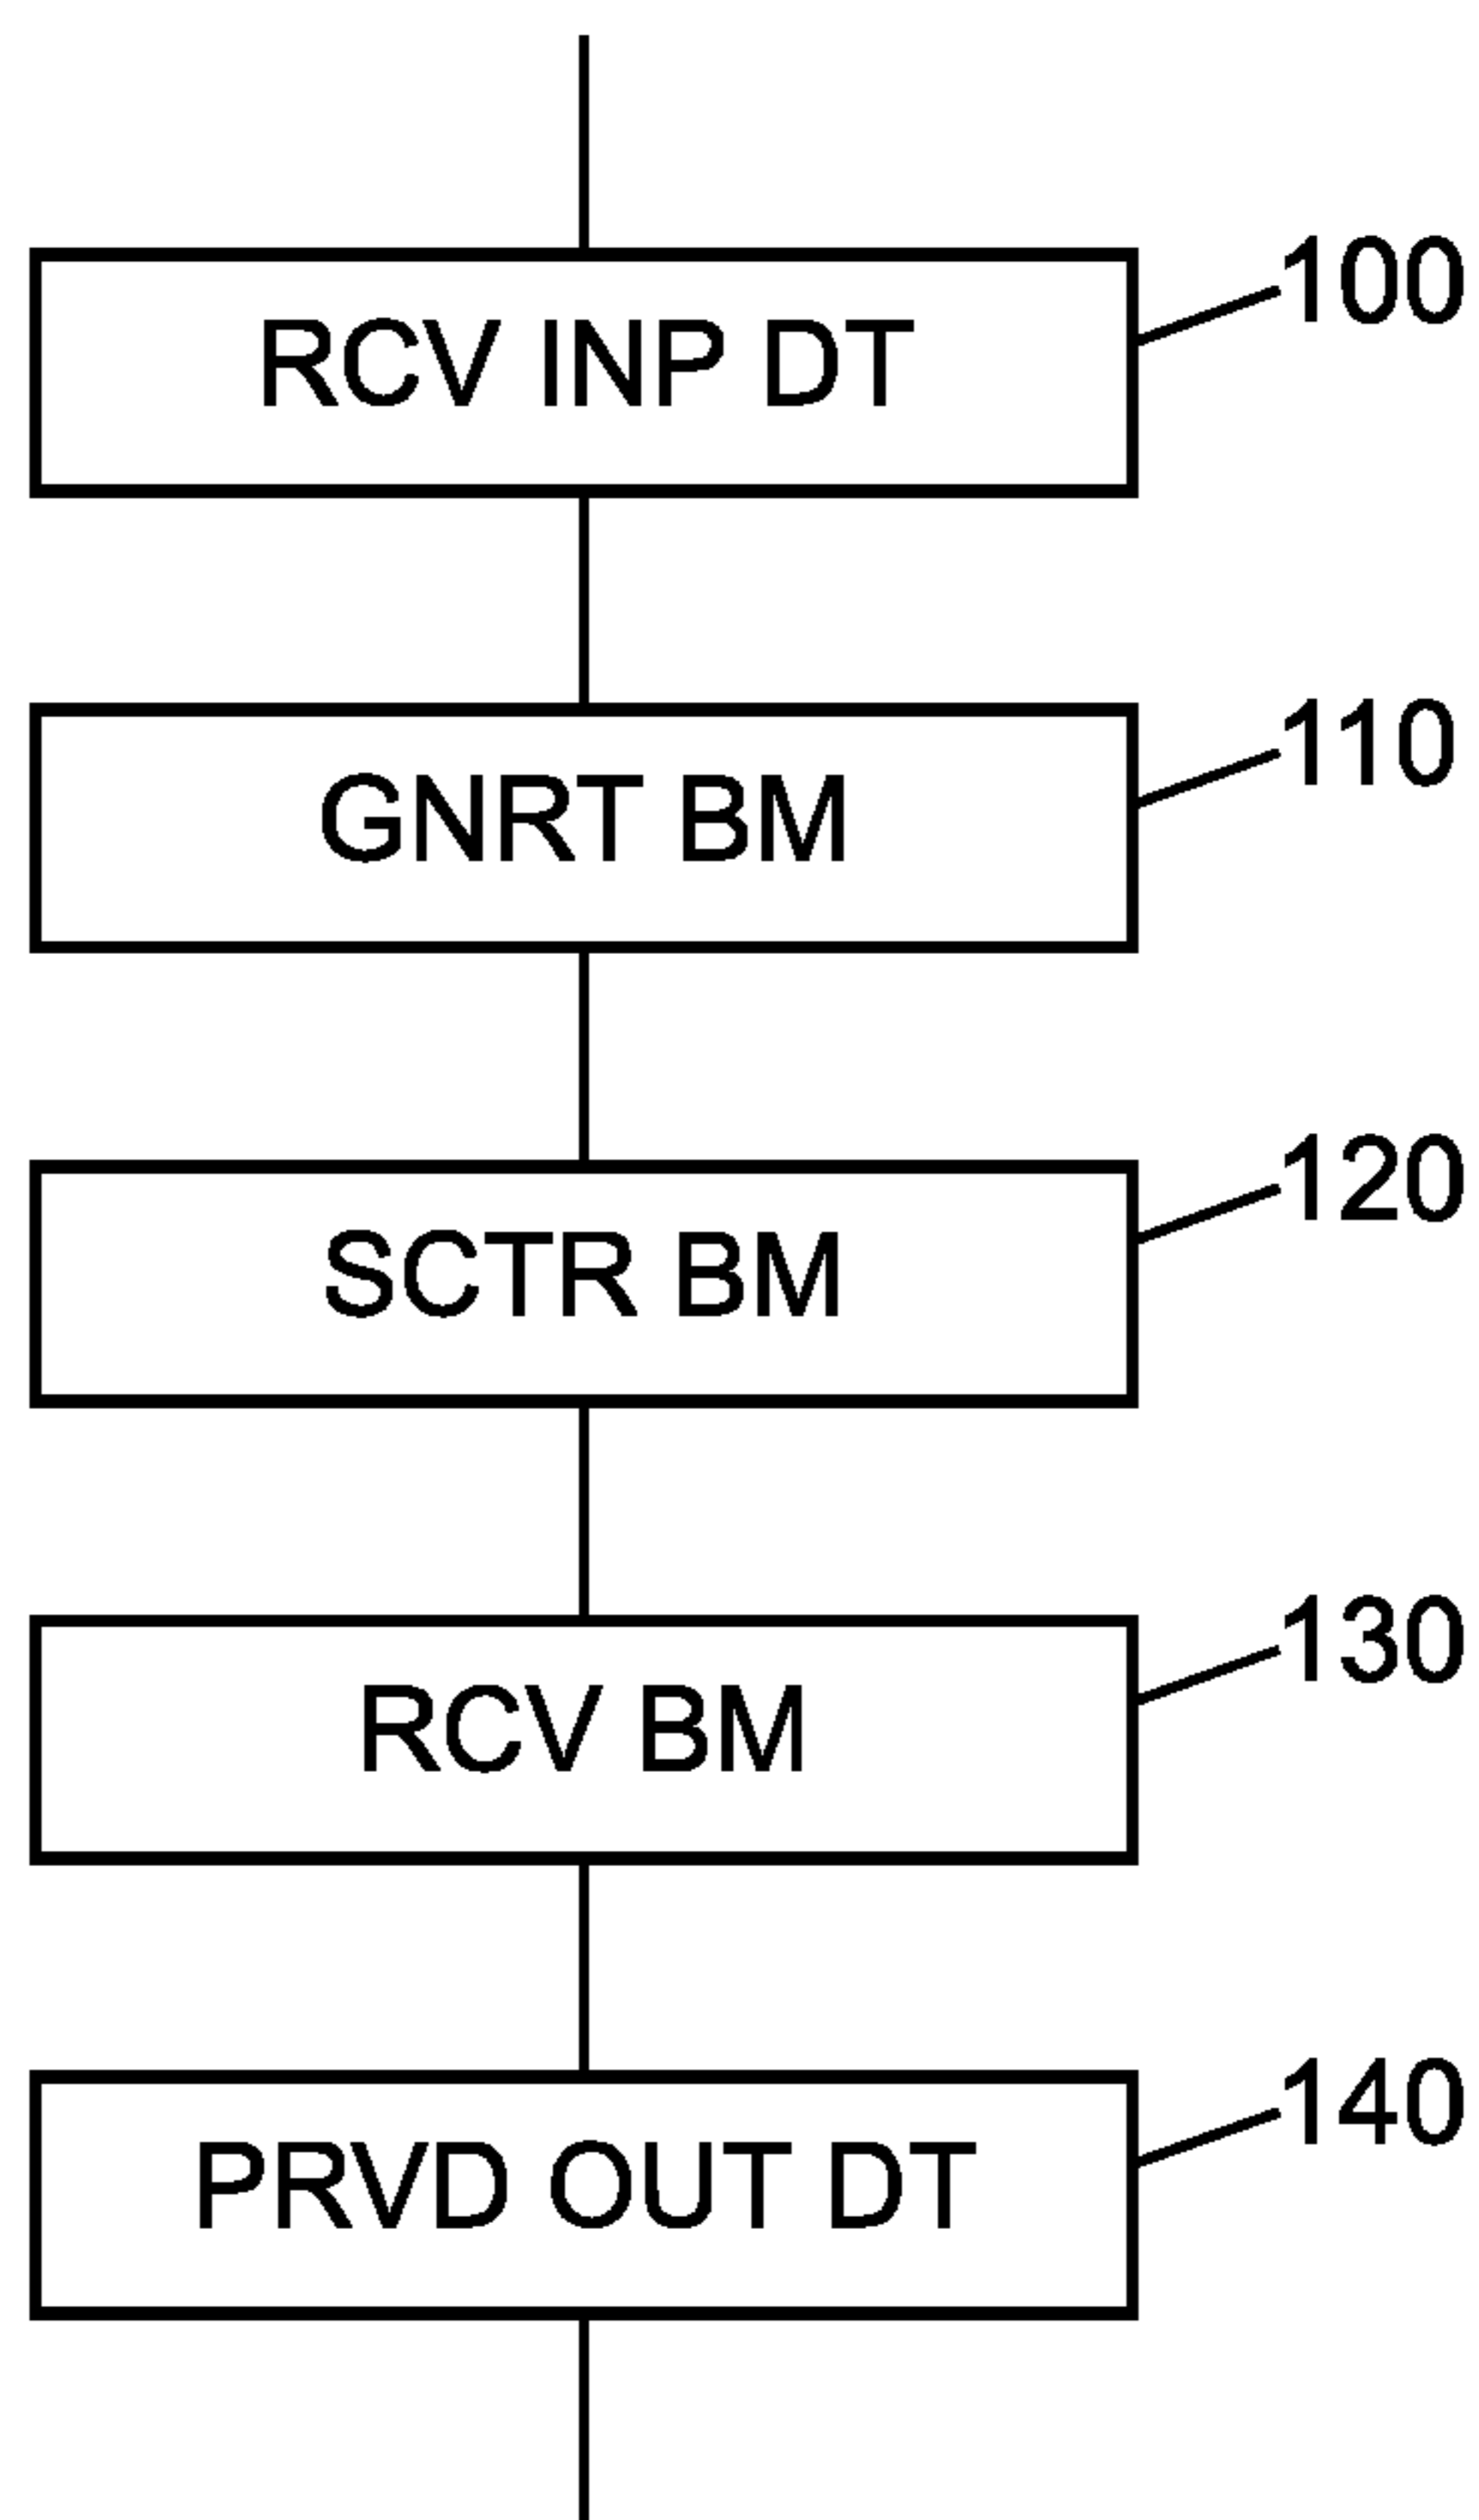 100
RCV INP DT
110
GNRT BM
120
SCTR BM
130
RCV BM
140
PRVD OUT DT